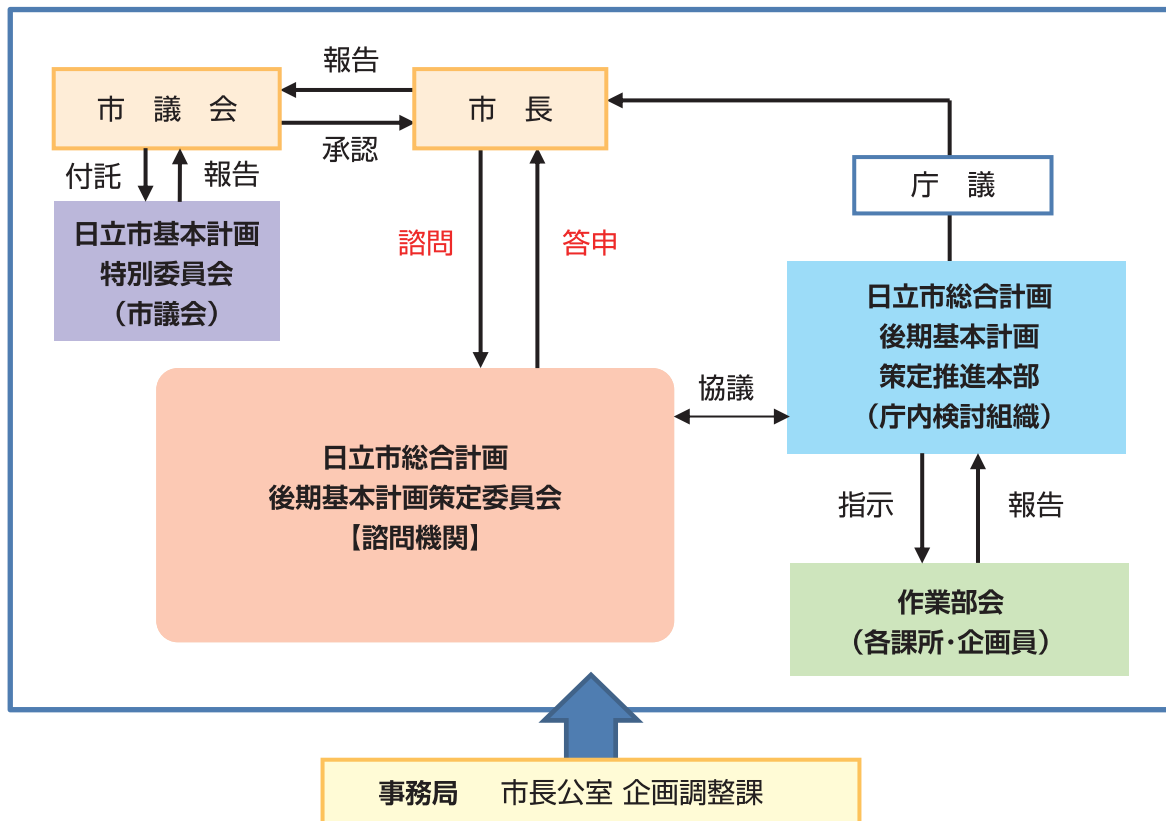 報告
市　議　会
市　長
承認
付託
報告
庁　議
日立市基本計画
特別委員会
（市議会）
諮問
答申
日立市総合計画
後期基本計画
策定推進本部
（庁内検討組織）
協議
日立市総合計画
後期基本計画策定委員会
【諮問機関】
指示
報告
作業部会
（各課所・企画員）
事務局　市長公室 企画調整課